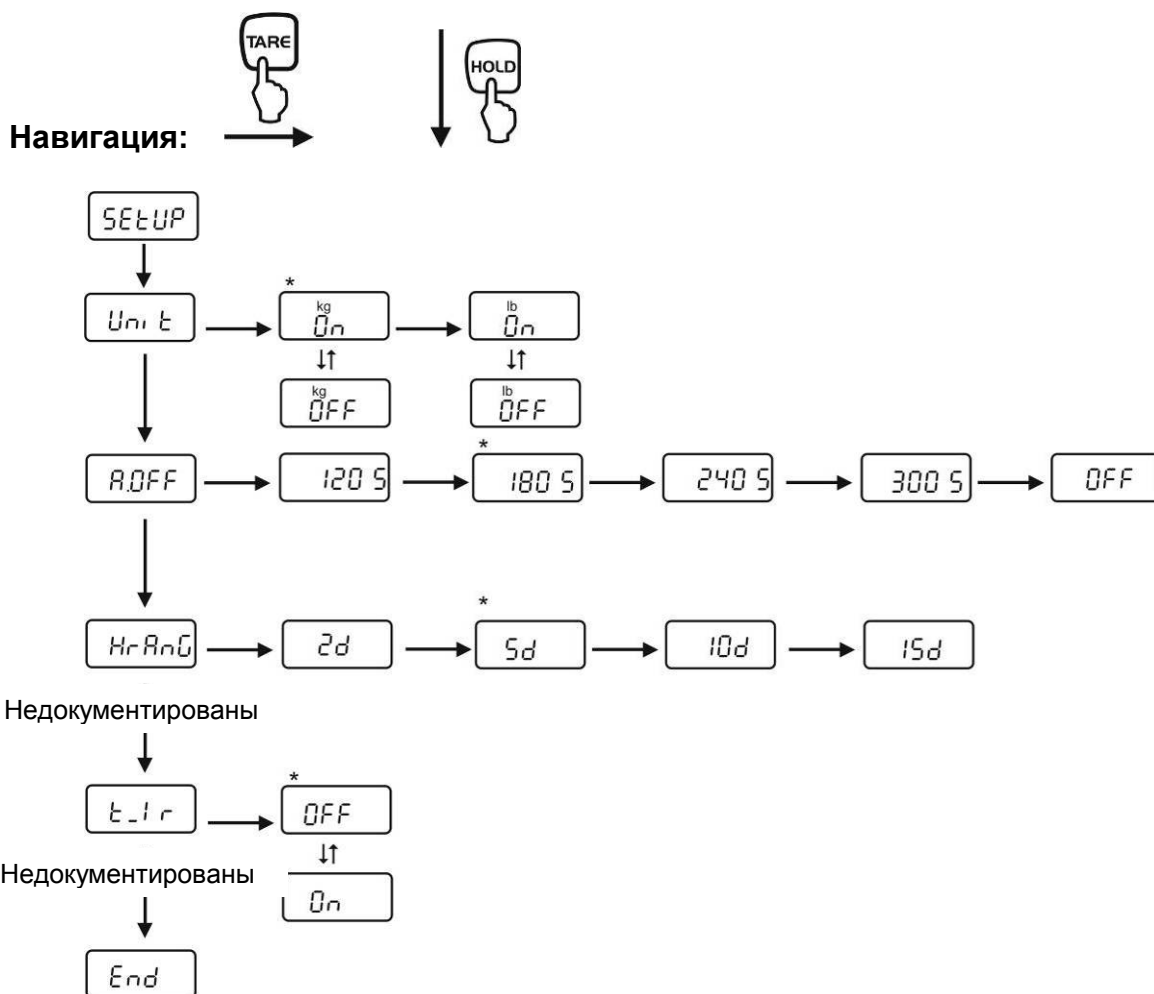 TARE
HOLD
Навигация:
SEtUP
*
Unit
kg
On
lb
On
kg
OFF
lb
OFF
*
A.OFF
120 S
180 S
240 S
300 S
OFF
*
HrAnG
2d
5d
10d
15d
Недокументированы
*
t_Ir
OFF
Недокументированы
On
End